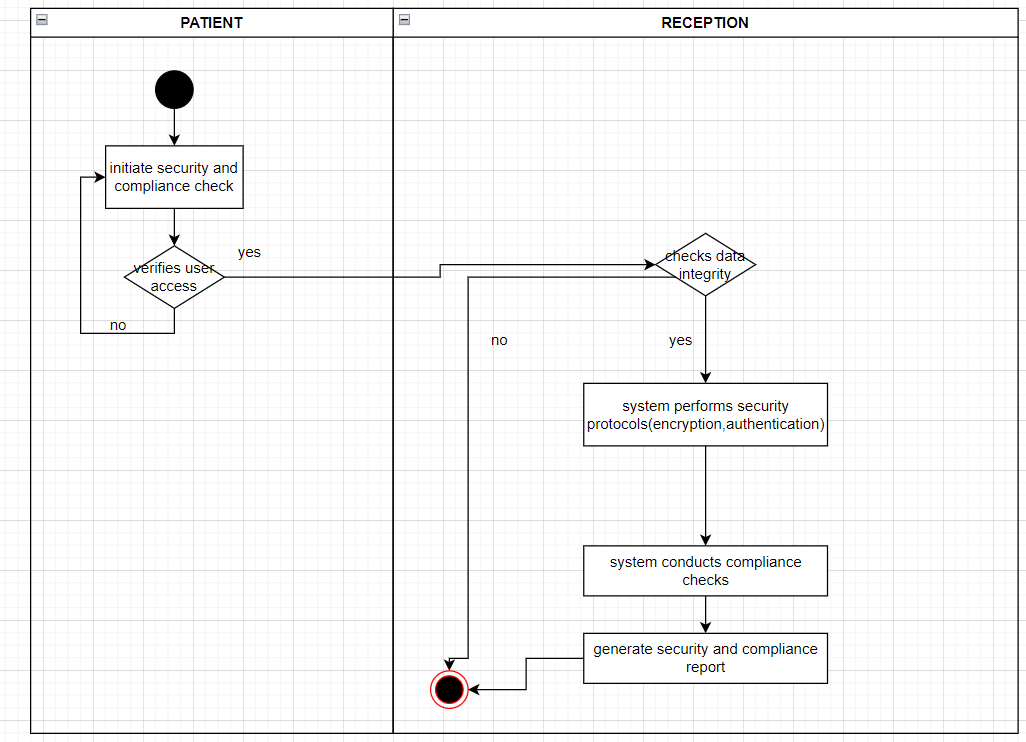 PATIENT
RECEPTION
initiate security and
compliance check
verifies user
access
yes
no
checks data
integrity
no
yes
system performs security
protocols(encryption,authentication)
system conducts compliance
checks
generate security and compliance
report